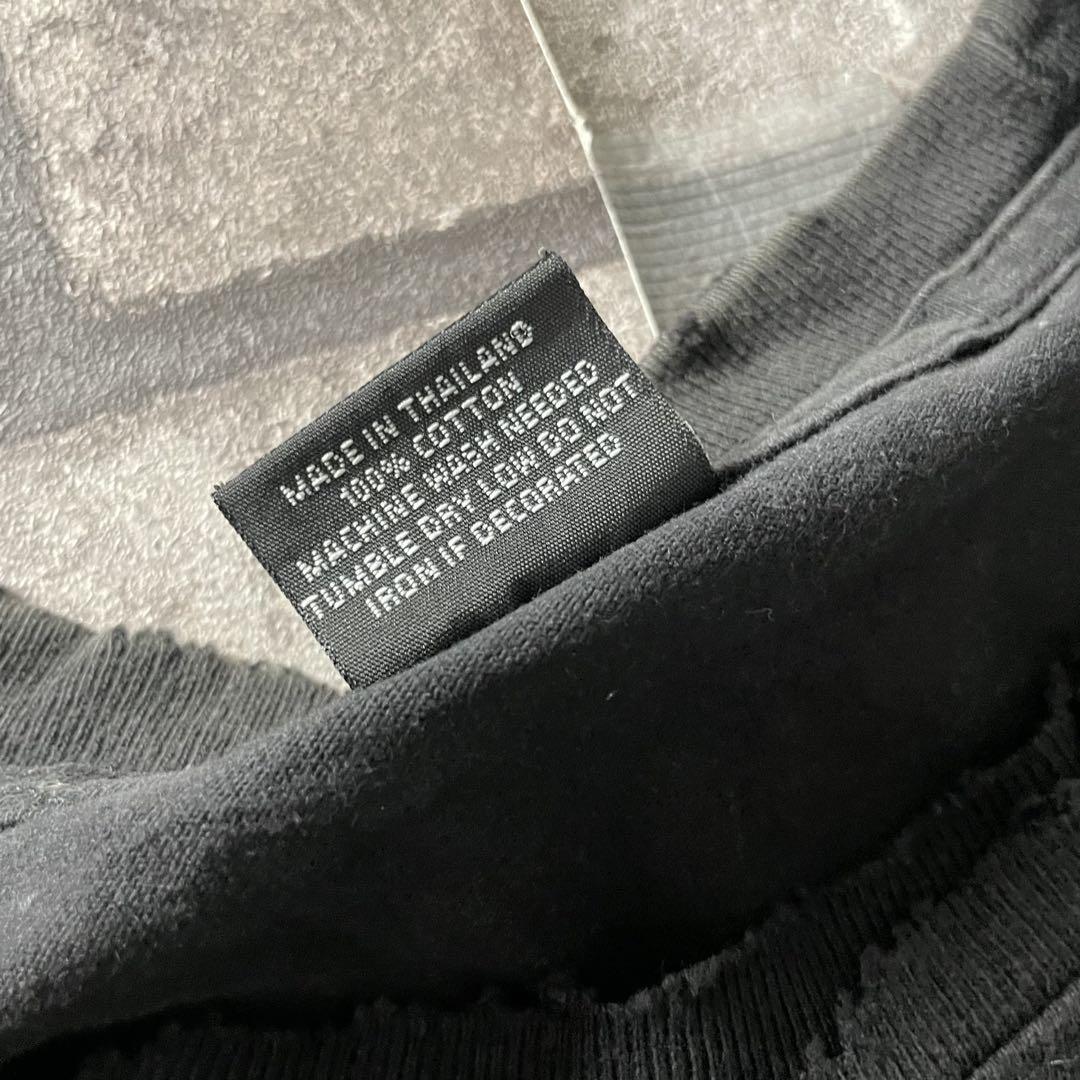 MADE IN THAILAND
100% COTTON
MACHINE WASH NEEDED
TUMBLE DRY LOW DO NOT
IRON IF DECORATED